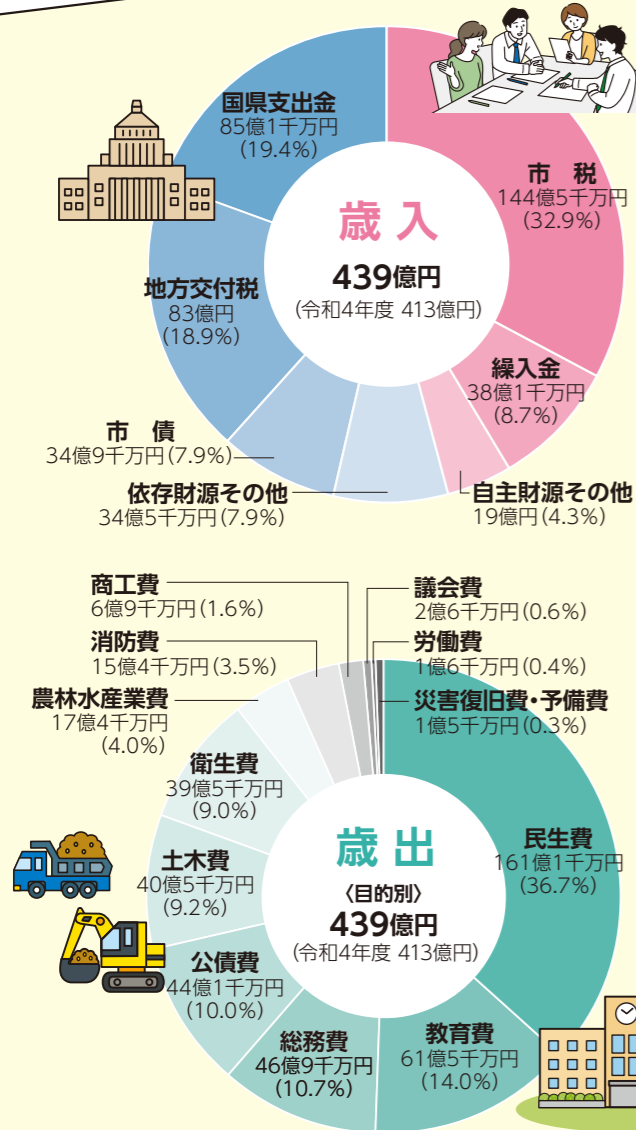 国県支出金
85億1千万円
(19.4%)
市　税
144億5千万円
(32.9%)
歳入
439億円
(令和4年度 413億円)
地方交付税
83億円
(18.9%)
繰入金
38億1千万円
(8.7%)
市　債
34億9千万円(7.9%)
依存財源その他
34億5千万円(7.9%)
自主財源その他
19億円(4.3%)
商工費
6億9千万円(1.6%)
議会費
2億6千万円(0.6%)
消防費
15億4千万円(3.5%)
労働費
1億6千万円(0.4%)
農林水産業費
17億4千万円
(4.0%)
災害復旧費・予備費
1億5千万円(0.3%)
衛生費
39億5千万円
(9.0%)
歳出
〈目的別〉
439億円
(令和4年度 413億円)
民生費
161億1千万円
(36.7%)
土木費
40億5千万円
(9.2%)
公債費
44億1千万円
(10.0%)
総務費
46億9千万円
(10.7%)
教育費
61億5千万円
(14.0%)